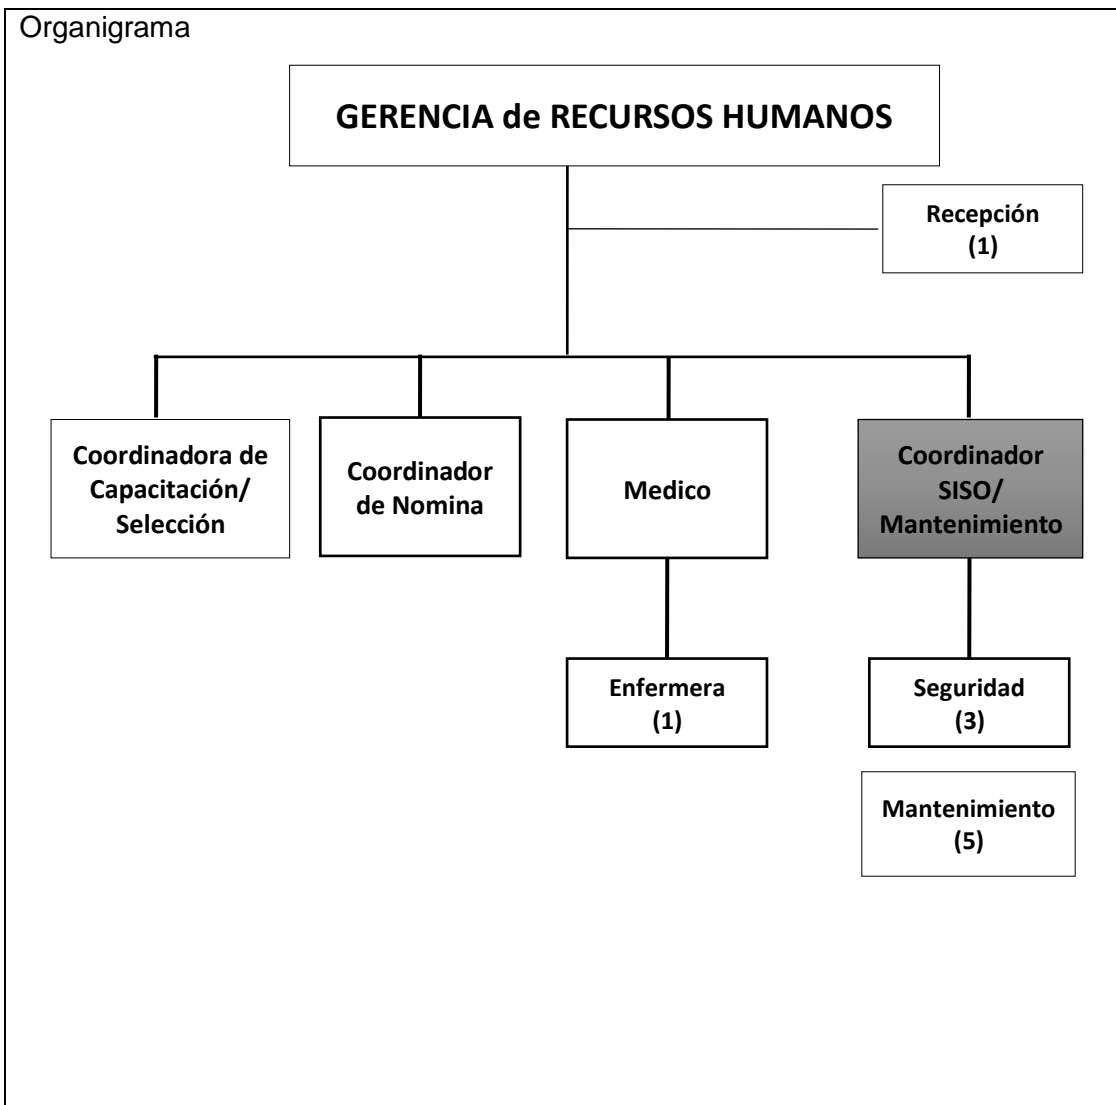 Organigrama
GERENCIA de RECURSOS HUMANOS
Recepción
(1)
Coordinadora de
Capacitación/
Selección
Coordinador
de Nomina
Medico
Coordinador
SISO/
Mantenimiento
Enfermera
(1)
Seguridad
(3)
Mantenimiento
(5)